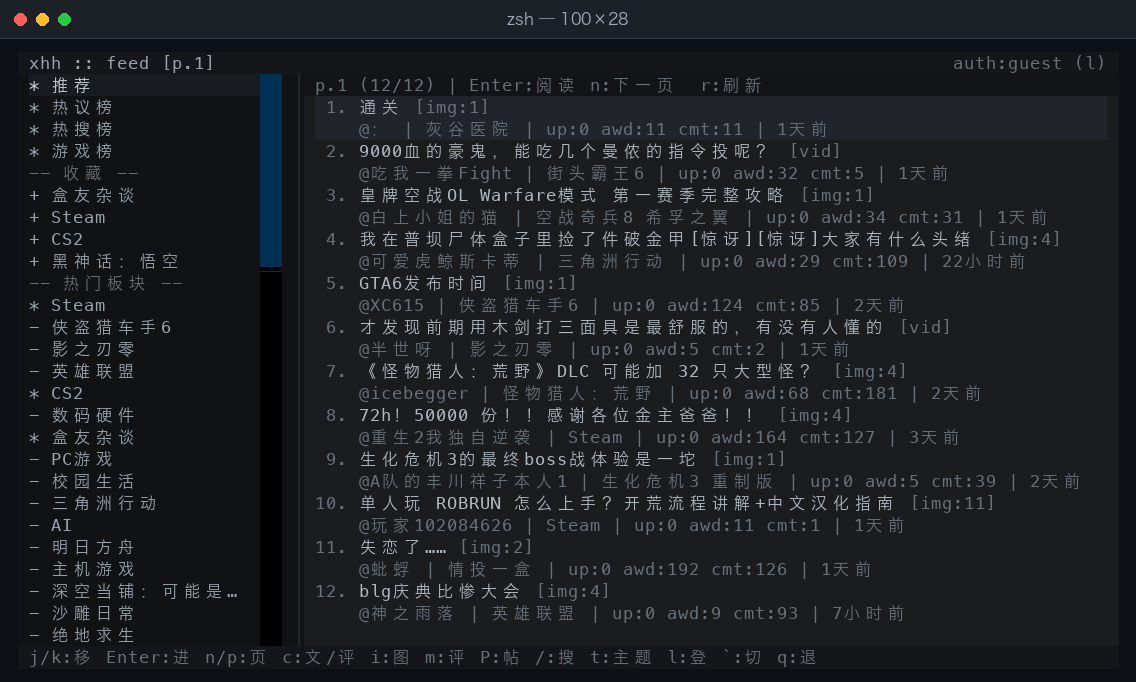 zsh — 100×28
xhh :: feed [p.1] auth:guest (l)
* 推荐
* 热议榜
* 热搜榜
* 游戏榜
—— 收藏 ——
+ 盒友杂谈
+ Steam
+ CS2
+ 黑神话：悟空
—— 热门板块 ——
* Steam
— 侠盗猎车手6
— 影之刃零
— 英雄联盟
* CS2
— 数码硬件
* 盒友杂谈
— PC游戏
— 校园生活
— 三角洲行动
— AI
— 明日方舟
— 主机游戏
— 深空当铺：可能是…
— 沙雕日常
— 绝地求生
p.1 (12/12) | Enter:阅读 n:下一页 r:刷新
1. 通关 [img:1]
@: | 灰谷医院 | up:0 awd:11 cmt:11 | 1天前
2. 9000血的豪鬼，能吃几个曼侬的指令投呢？ [vid]
@吃我一拳Fight | 街头霸王6 | up:0 awd:32 cmt:5 | 1天前
3. 皇牌空战OL Warfare模式 第一赛季完整攻略 [img:1]
@白上小姐的猫 | 空战奇兵8 希孚之翼 | up:0 awd:34 cmt:31 | 1天前
4. 我在普坝尸体盒子里捡了件破金甲[惊讶][惊讶]大家有什么头绪 [img:4]
@可爱虎鲸斯卡蒂 | 三角洲行动 | up:0 awd:29 cmt:109 | 22小时前
5. GTA6发布时间 [img:1]
@XC615 | 侠盗猎车手6 | up:0 awd:124 cmt:85 | 2天前
6. 才发现前期用木剑打三面具是最舒服的，有没有人懂的 [vid]
@半世呀 | 影之刃零 | up:0 awd:5 cmt:2 | 1天前
7. 《怪物猎人：荒野》DLC 可能加 32 只大型怪？ [img:4]
@icebegger | 怪物猎人：荒野 | up:0 awd:68 cmt:181 | 2天前
8. 72h！50000 份！！感谢各位金主爸爸！！ [img:4]
@重生2我独自逆袭 | Steam | up:0 awd:164 cmt:127 | 3天前
9. 生化危机3的最终boss战体验是一坨 [img:1]
@A队的丰川祥子本人1 | 生化危机3 重制版 | up:0 awd:5 cmt:39 | 2天前
10. 单人玩 ROBRUN 怎么上手？开荒流程讲解+中文汉化指南 [img:11]
@玩家102084626 | Steam | up:0 awd:11 cmt:1 | 1天前
11. 失恋了…… [img:2]
@蚍蜉 | 情投一盒 | up:0 awd:192 cmt:126 | 1天前
12. blg庆典比惨大会 [img:4]
@神之雨落 | 英雄联盟 | up:0 awd:9 cmt:93 | 7小时前
j/k:移 Enter:进 n/p:页 c:文/评 i:图 m:评 P:帖 /:搜 t:主题 l:登 `:切 q:退